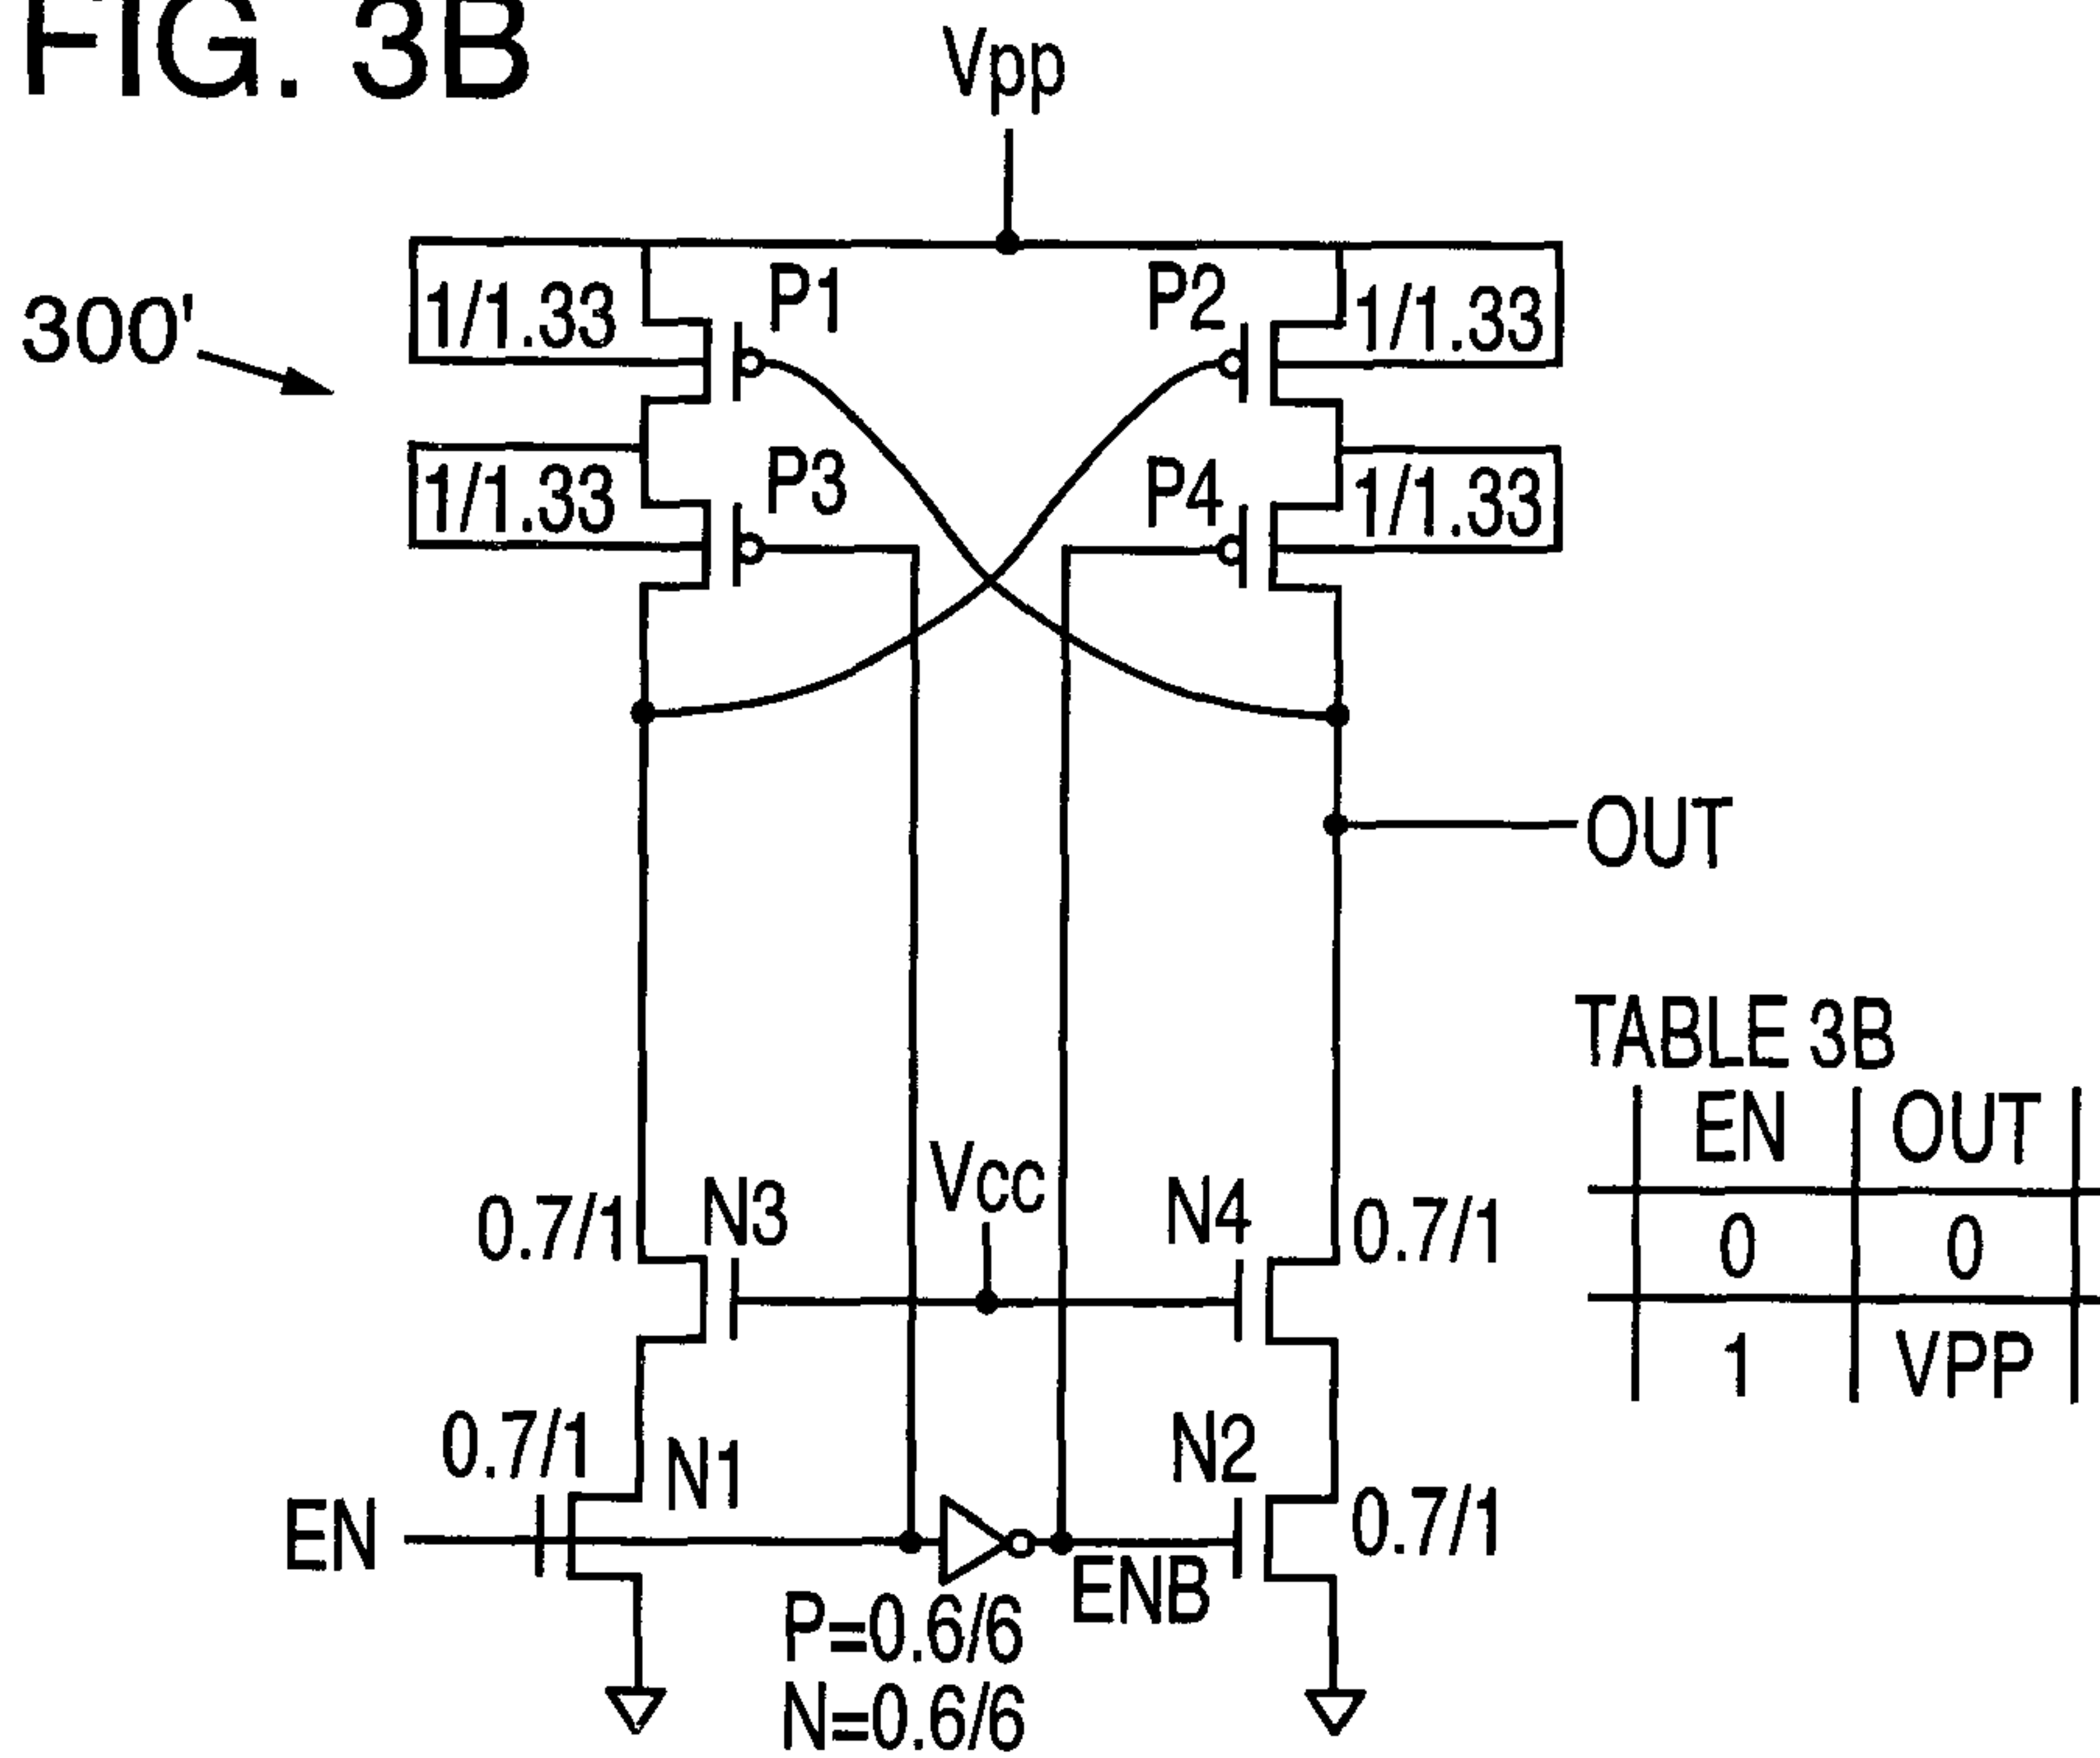 FIG. 3B
Vpp
300'
1/1.33
P1
P2
1/1.33
1/1.33
P3
P4
1/1.33
OUT
TABLE 3B
EN OUT
0 0
1 VPP
0.7/1
N3
Vcc
N4
0.7/1
0.7/1
N1
N2
0.7/1
EN
ENB
P=0.6/6
N=0.6/6